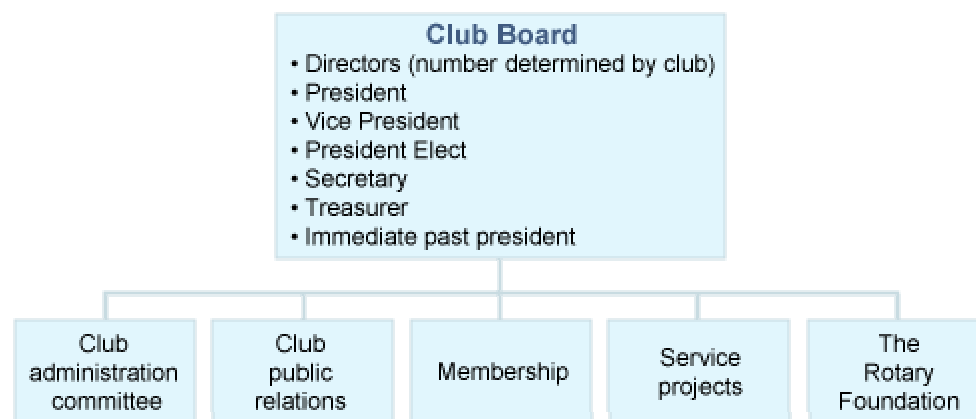 Club Board
• Directors (number determined by club)
• President
• Vice President
• President Elect
• Secretary
• Treasurer
• Immediate past president
Club
administration
committee
Club
public
relations
Membership
Service
projects
The
Rotary
Foundation